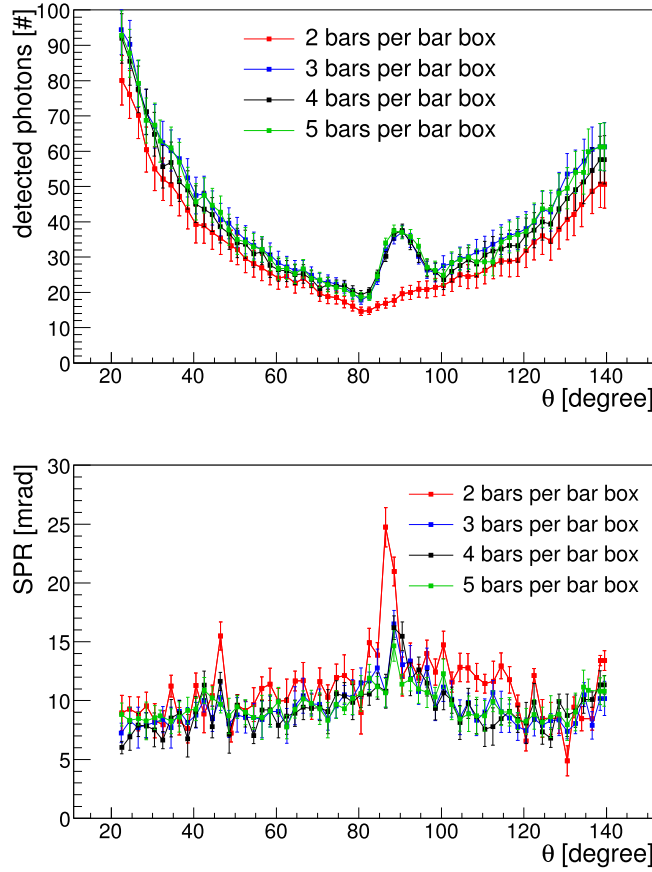 detected photons [#]
100
90
80
70
60
50
40
30
20
10
0
2 bars per bar box
3 bars per bar box
4 bars per bar box
5 bars per bar box
20 40 60 80 100 120 140
θ [degree]
SPR [mrad]
30
25
20
15
10
5
0
2 bars per bar box
3 bars per bar box
4 bars per bar box
5 bars per bar box
20 40 60 80 100 120 140
θ [degree]